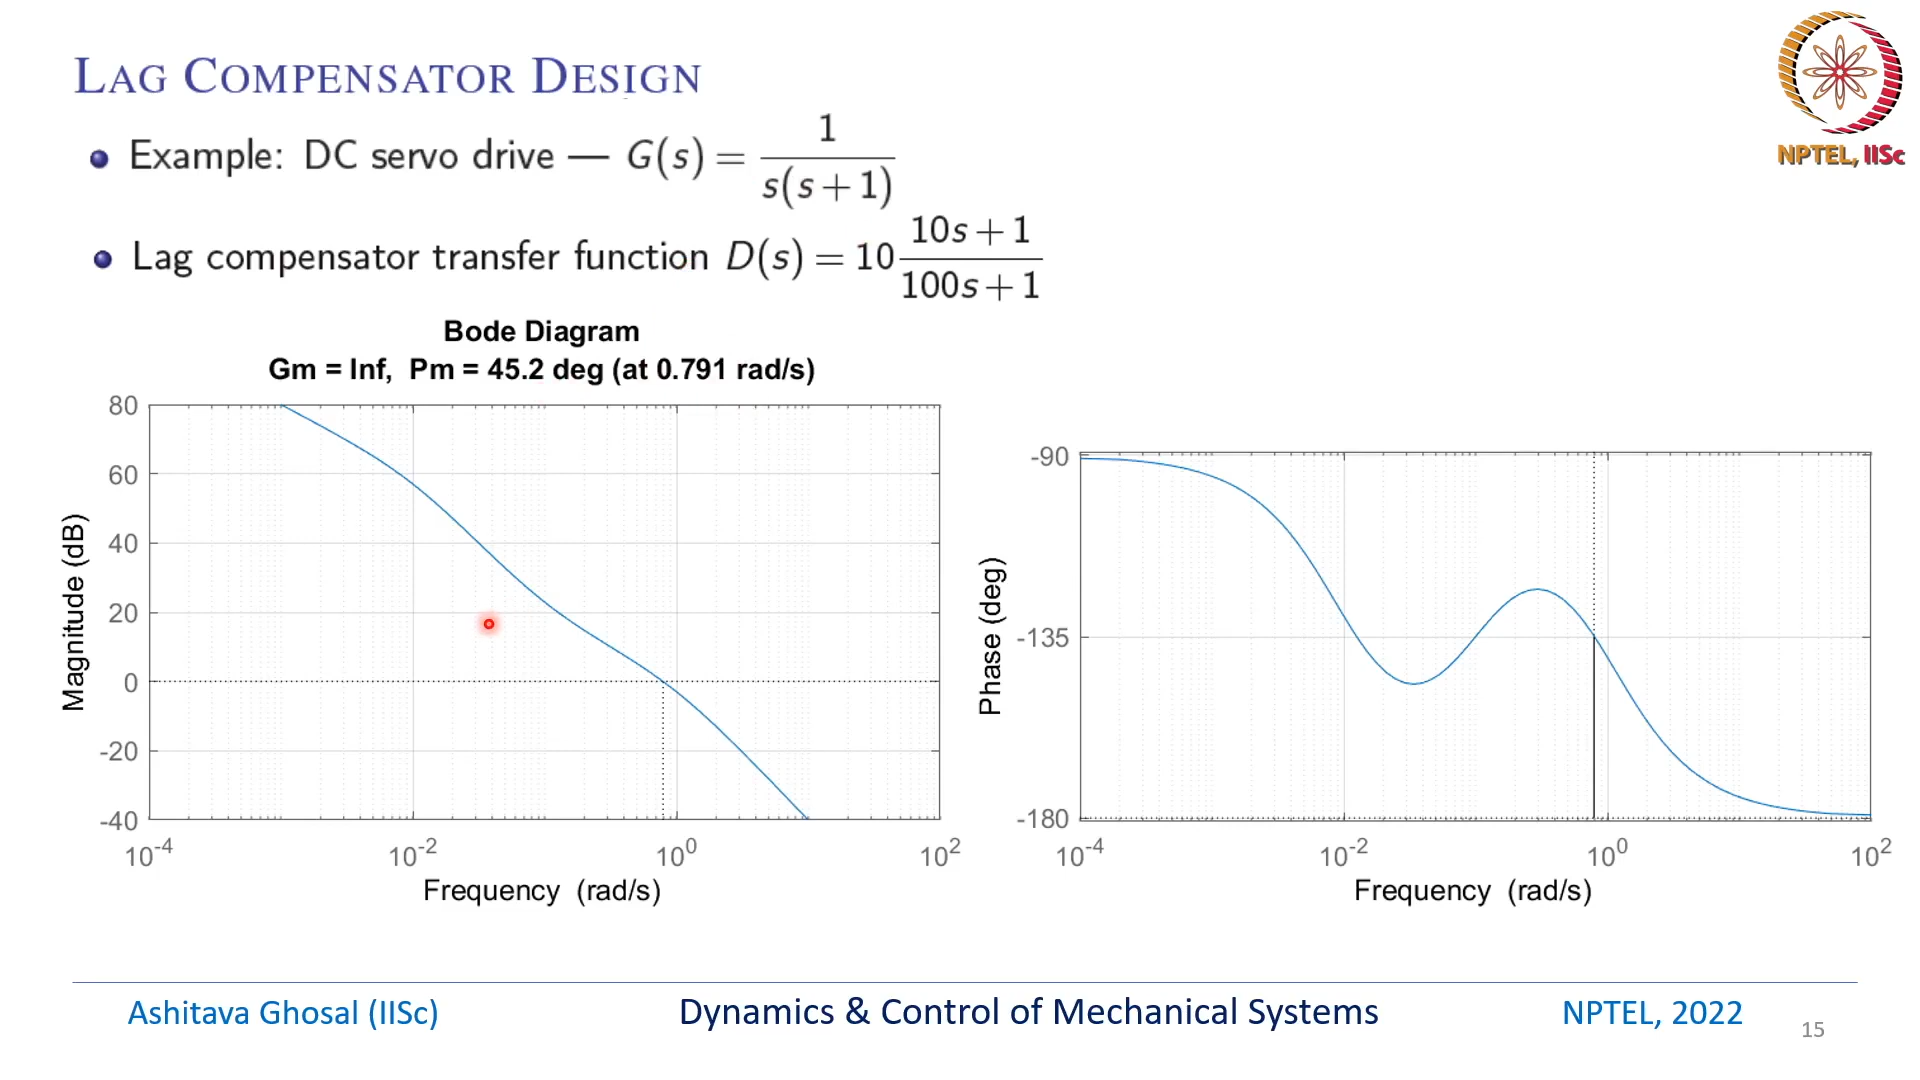 LAG COMPENSATOR DESIGN
NPTEL, IISc
Example: DC servo drive — G(s) = 1 / s(s+1)
Lag compensator transfer function D(s) = 10 (10s+1) / (100s+1)
Bode Diagram
Gm = Inf, Pm = 45.2 deg (at 0.791 rad/s)
Magnitude (dB)
80
60
40
20
0
-20
-40
10^-4 10^-2 10^0 10^2
Frequency (rad/s)
Phase (deg)
-90
-135
-180
10^-4 10^-2 10^0 10^2
Frequency (rad/s)
Ashitava Ghosal (IISc) Dynamics & Control of Mechanical Systems NPTEL, 2022 15